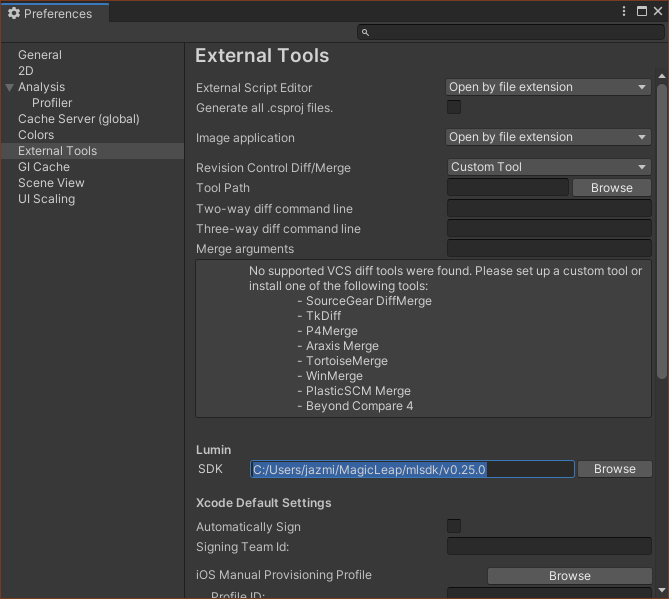 Preferences
General
2D
Analysis
Profiler
Cache Server (global)
Colors
External Tools
GI Cache
Scene View
UI Scaling
External Tools
External Script Editor Open by file extension
Generate all .csproj files.
Image application Open by file extension
Revision Control Diff/Merge Custom Tool
Tool Path Browse
Two-way diff command line
Three-way diff command line
Merge arguments
No supported VCS diff tools were found. Please set up a custom tool or
install one of the following tools:
- SourceGear DiffMerge
- TkDiff
- P4Merge
- Araxis Merge
- TortoiseMerge
- WinMerge
- PlasticSCM Merge
- Beyond Compare 4
Lumin
SDK C:/Users/jazmi/MagicLeap/mlsdk/v0.25.0 Browse
Xcode Default Settings
Automatically Sign
Signing Team Id:
iOS Manual Provisioning Profile Browse
Profile ID: